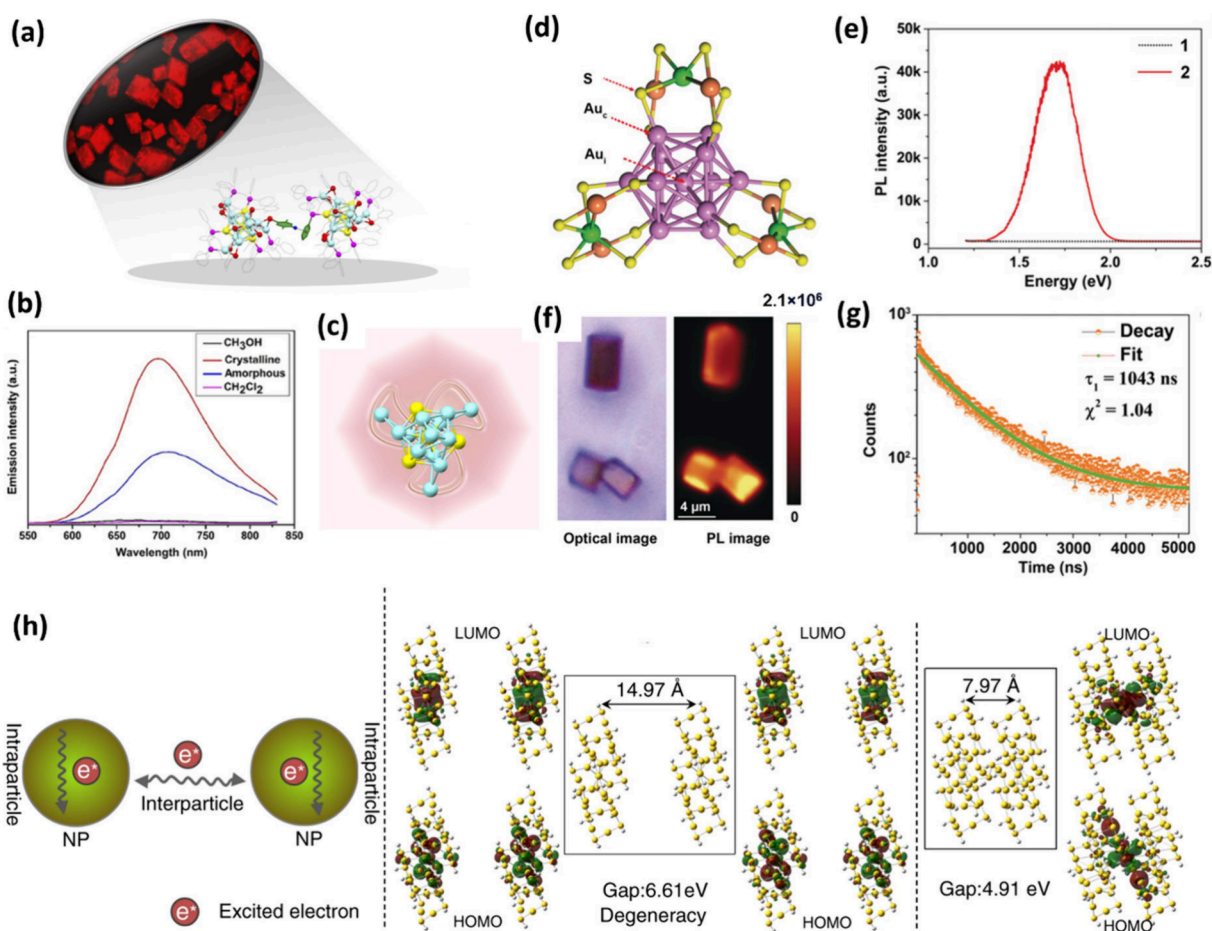 (a)
(b)
Emission intensity (a.u.)
CH₃OH
Crystalline
Amorphous
CH₂Cl₂
550 600 650 700 750 800 850
Wavelength (nm)
(c)
(d)
S
Au_c
Au_i
(e)
PL intensity (a.u.)
50k
40k
30k
20k
10k
0
1
2
1.0 1.5 2.0 2.5
Energy (eV)
(f)
2.1×10⁶
0
4 μm
Optical image
PL image
(g)
Counts
10³
10²
Decay
Fit
τ₁ = 1043 ns
χ² = 1.04
1000 2000 3000 4000 5000
Time (ns)
(h)
Intraparticle
e*
NP
Interparticle
e*
e*
NP
Intraparticle
e* Excited electron
LUMO
HOMO
14.97 Å
Gap:6.61eV
Degeneracy
LUMO
HOMO
7.97 Å
Gap:4.91 eV
LUMO
HOMO